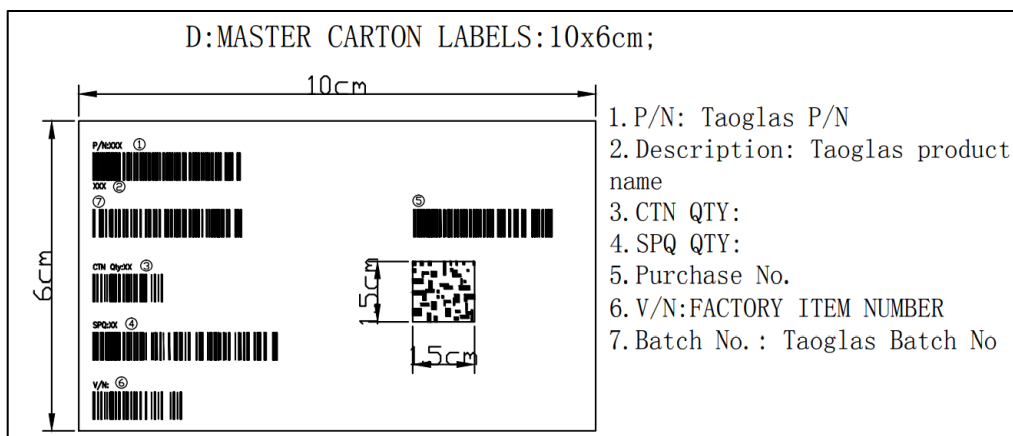 D:MASTER CARTON LABELS:10x6cm;
10cm
6cm
P/N:XXX ①
XXX ②
⑦
⑤
CTN Qty:XX ③
SPQ:XX ④
V/N: ⑥
1.5cm
1.5cm
1. P/N: Taoglas P/N
2. Description: Taoglas product
name
3. CTN QTY:
4. SPQ QTY:
5. Purchase No.
6. V/N:FACTORY ITEM NUMBER
7. Batch No.: Taoglas Batch No